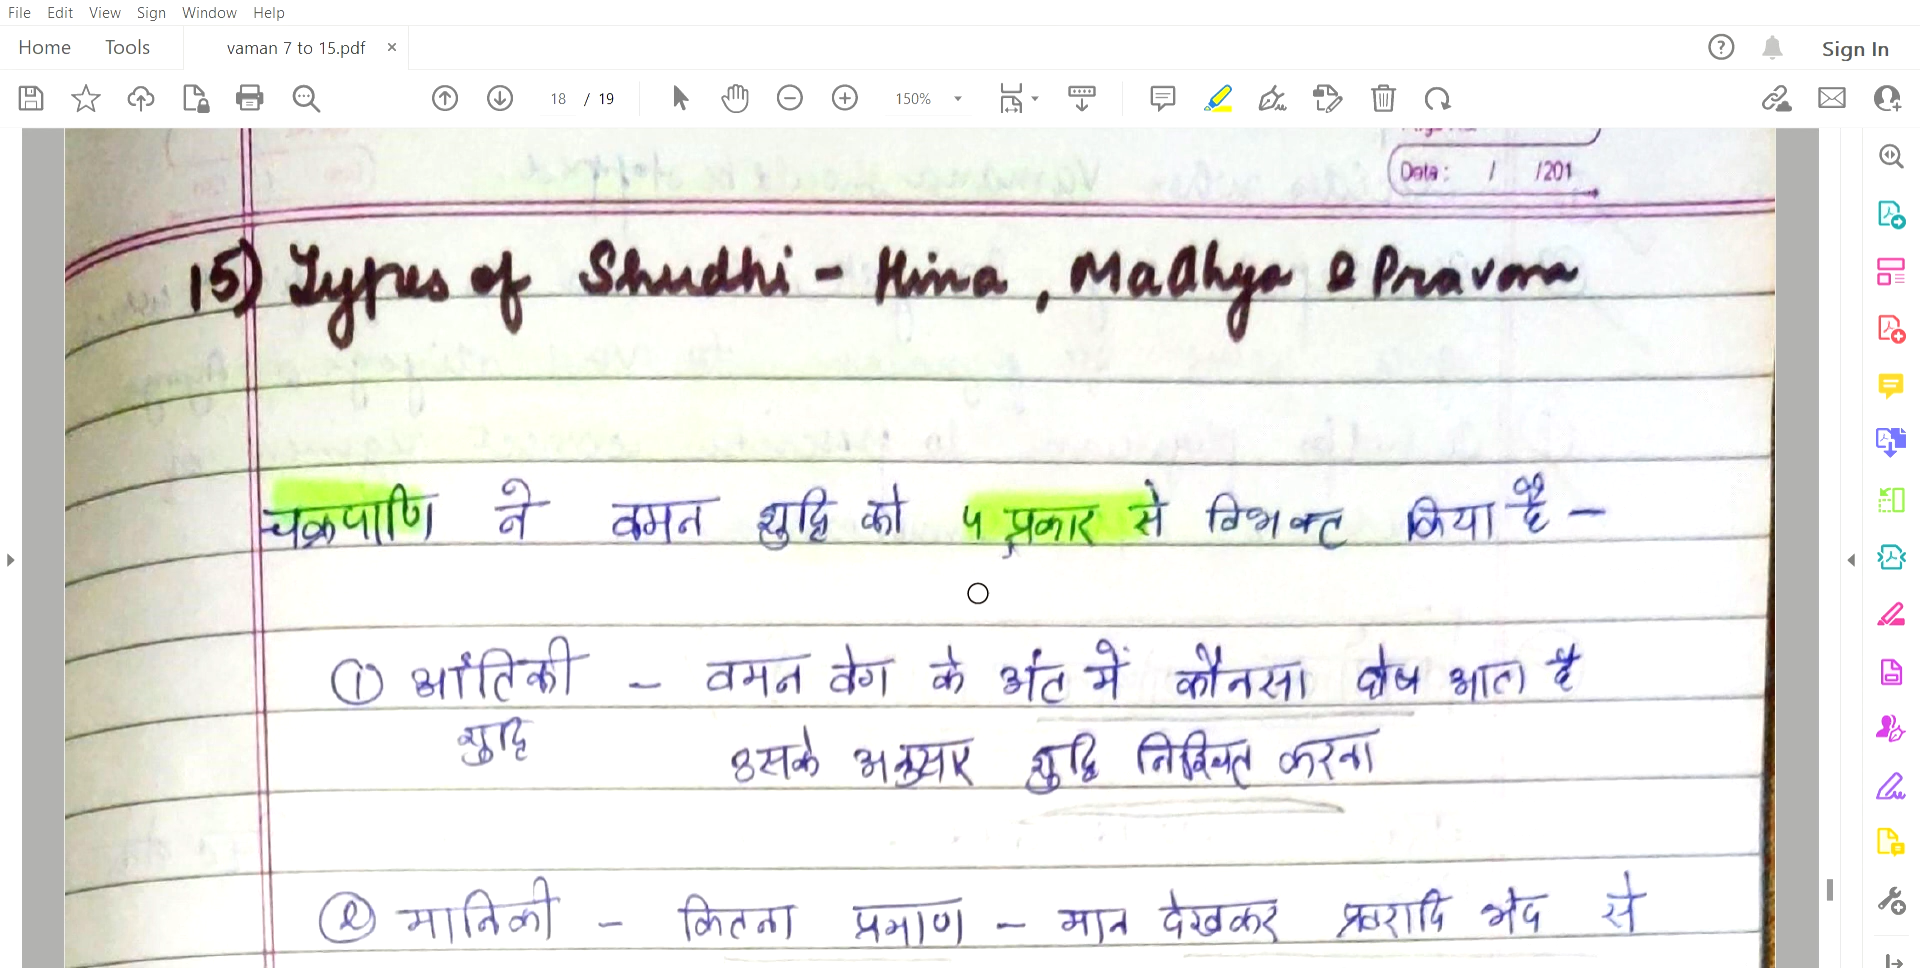 File Edit View Sign Window Help
Home Tools vaman 7 to 15.pdf × Sign In
18 / 19 150%
Date: / /201
15) Types of Shudhi - Hina, Madhya & Pravara
चक्रपाणि ने वमन शुद्धि को ५ प्रकार से विभक्त किया है -
① आंतिकी - वमन वेग के अंत में कौनसा दोष आता है
शुद्धि उसके अनुसार शुद्धि निश्चित करना
② मानिकी - कितना प्रमाण - मान देखकर प्रवरादि भेद से